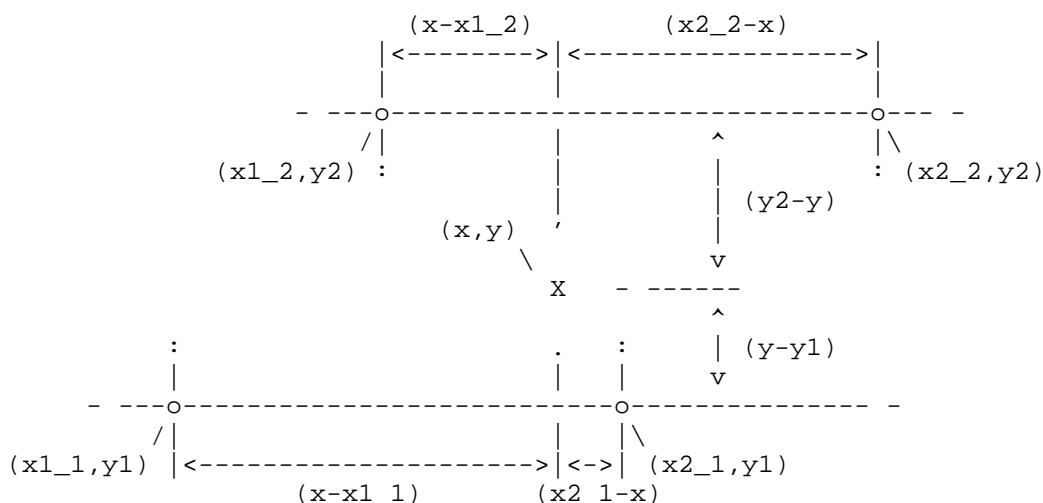 (x-x1_2) (x2_2-x)
|<-------->|<---------------->|
| | |
- ---o------------------------------o--- -
/| | ^ |\
(x1_2,y2) : | | : (x2_2,y2)
| | (y2-y)
(x,y) ' |
\ v
X - ------
^
: . : | (y-y1)
| | | v
- ---o---------------------------o--------------- -
/| | |\
(x1_1,y1) |<--------------------->|<->| (x2_1,y1)
(x-x1_1) (x2_1-x)